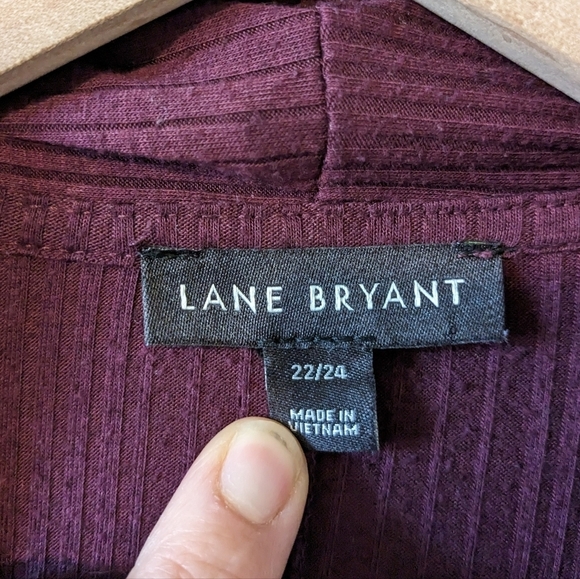 LANE BRYANT
22/24
MADE IN
VIETNAM